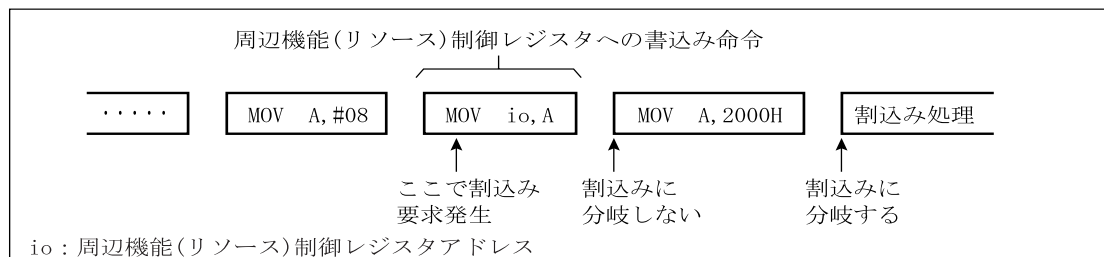 周辺機能(リソース)制御レジスタへの書込み命令
・・・・・ MOV A,#08 MOV io,A MOV A,2000H 割込み処理
ここで割込み 割込みに 割込みに
要求発生 分岐しない 分岐する
io：周辺機能(リソース)制御レジスタアドレス